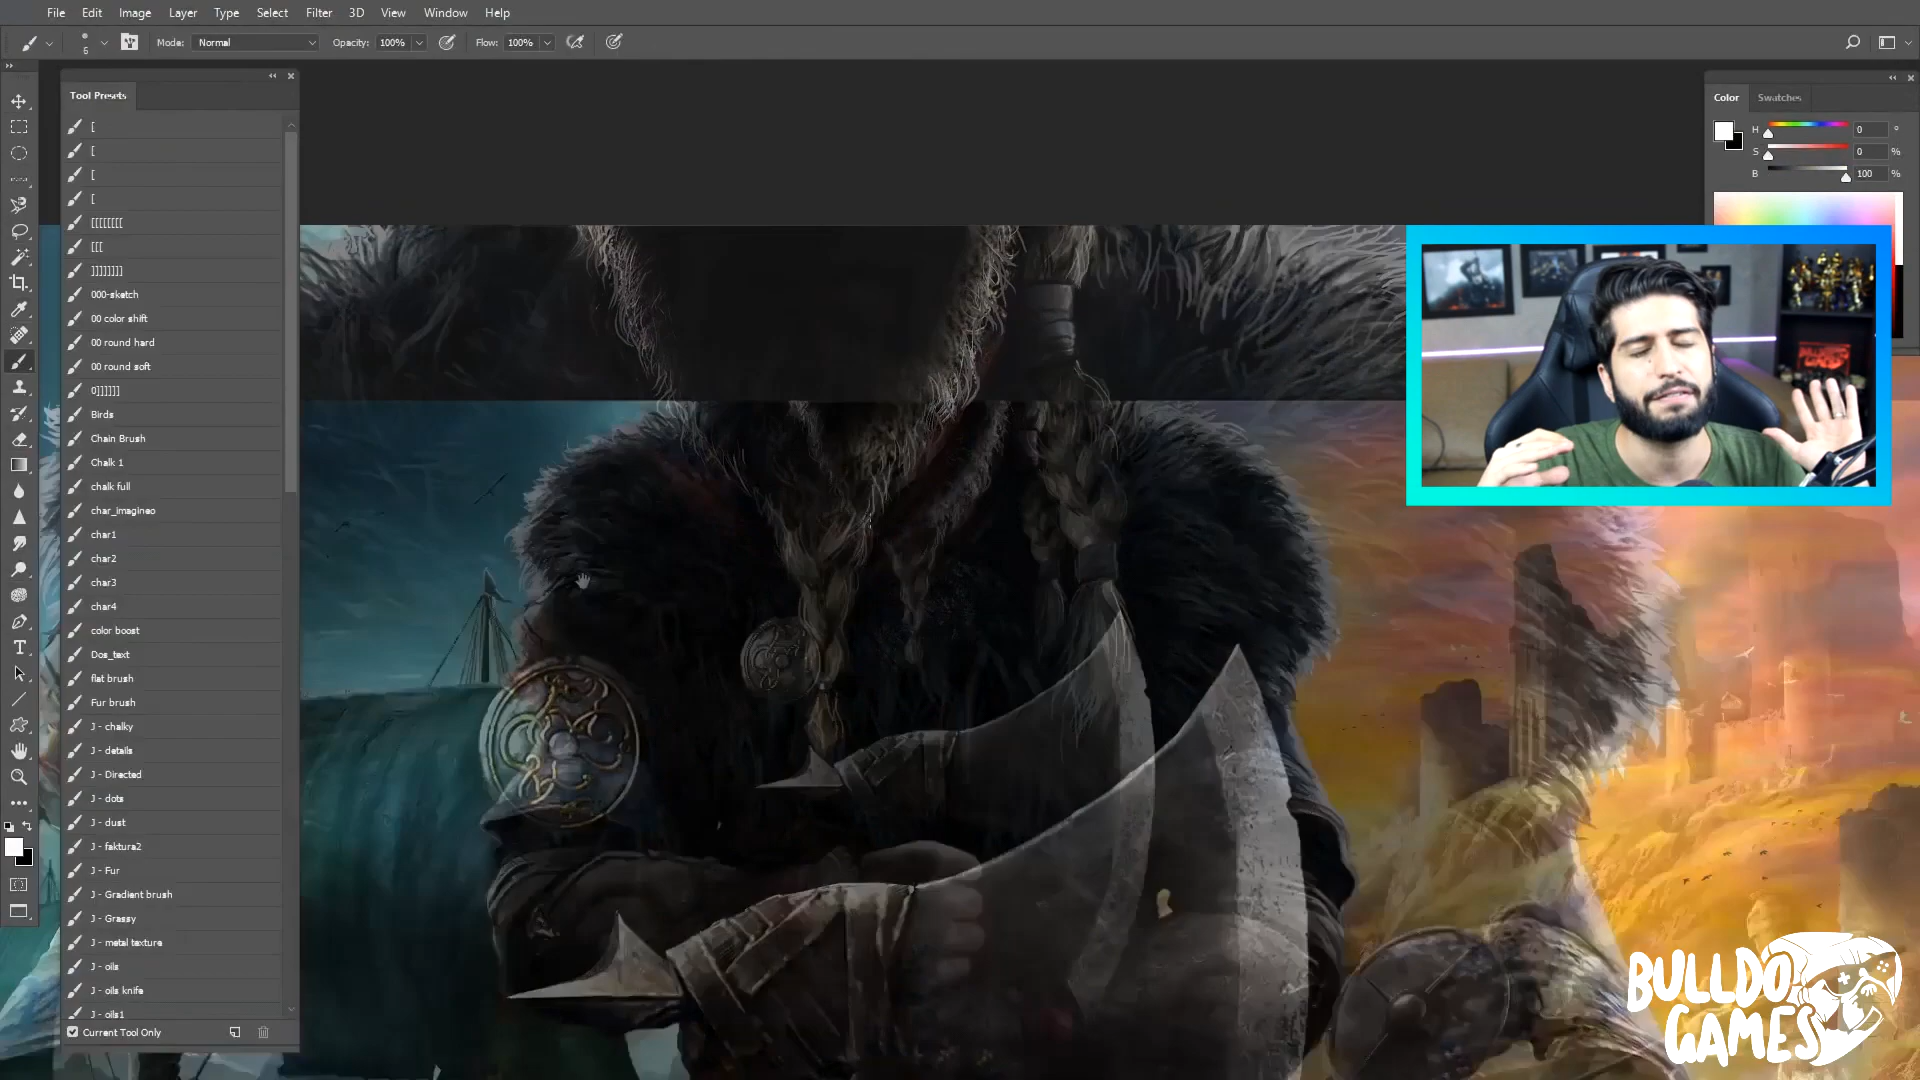 File Edit Image Layer Type Select Filter 3D View Window Help
6 Mode: Normal Opacity: 100% Flow: 100%
Tool Presets
[
[
[
[
[[[[[[[[
[[[
]]]]]]]]
000-sketch
00 color shift
00 round hard
00 round soft
0]]]]]]
Birds
Chain Brush
Chalk 1
chalk full
char_imagineo
char1
char2
char3
char4
color boost
Dos_text
flat brush
Fur brush
J - chalky
J - details
J - Directed
J - dots
J - dust
J - faktura2
J - Fur
J - Gradient brush
J - Grassy
J - metal texture
J - oils
J - oils knife
J - oils1
Current Tool Only
Color Swatches
H 0 °
S 0 %
B 100 %
BULLDOG
GAMES